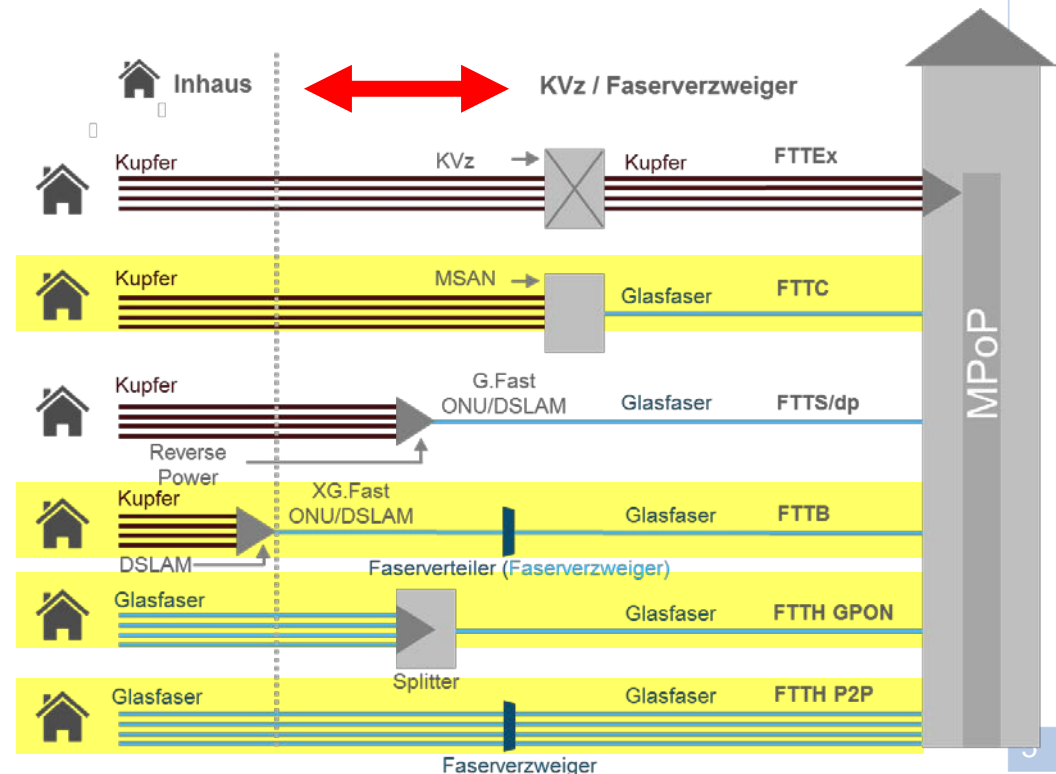 Inhaus
KVz / Faserverzweiger
Kupfer
KVz
Kupfer
FTTEx
Kupfer
MSAN
Glasfaser
FTTC
Kupfer
G.Fast
ONU/DSLAM
Glasfaser
FTTS/dp
Reverse
Power
Kupfer
XG.Fast
ONU/DSLAM
Glasfaser
FTTB
DSLAM
Faserverteiler (Faserverzweiger)
Glasfaser
Glasfaser
FTTH GPON
Splitter
Glasfaser
Glasfaser
FTTH P2P
Faserverzweiger
MPoP